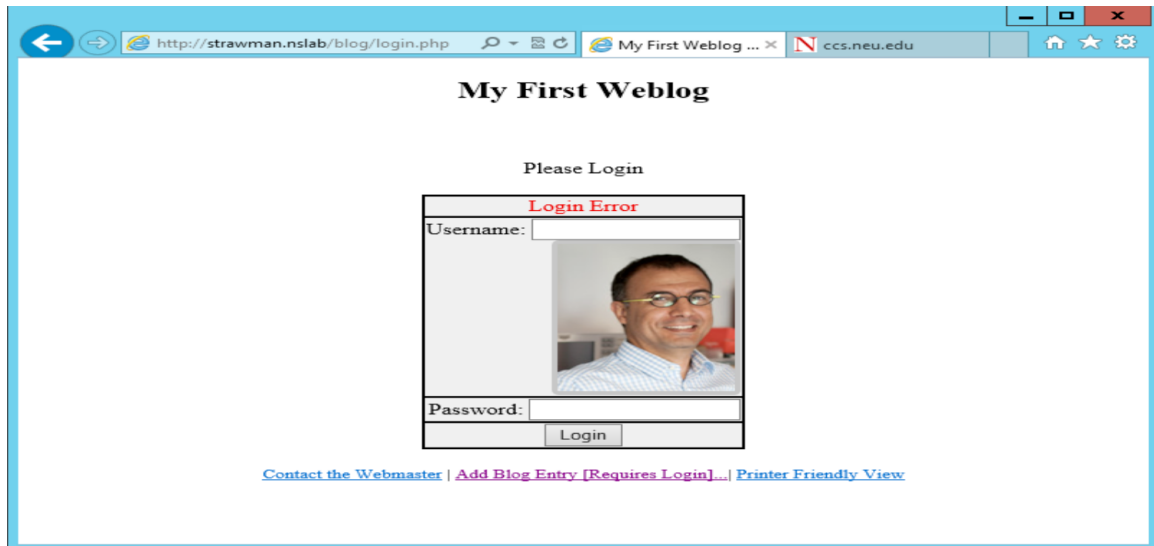 http://strawman.nslab/blog/login.php My First Weblog ... × N ccs.neu.edu
My First Weblog
Please Login
Login Error
Username:
Password:
Login
Contact the Webmaster | Add Blog Entry [Requires Login]...| Printer Friendly View